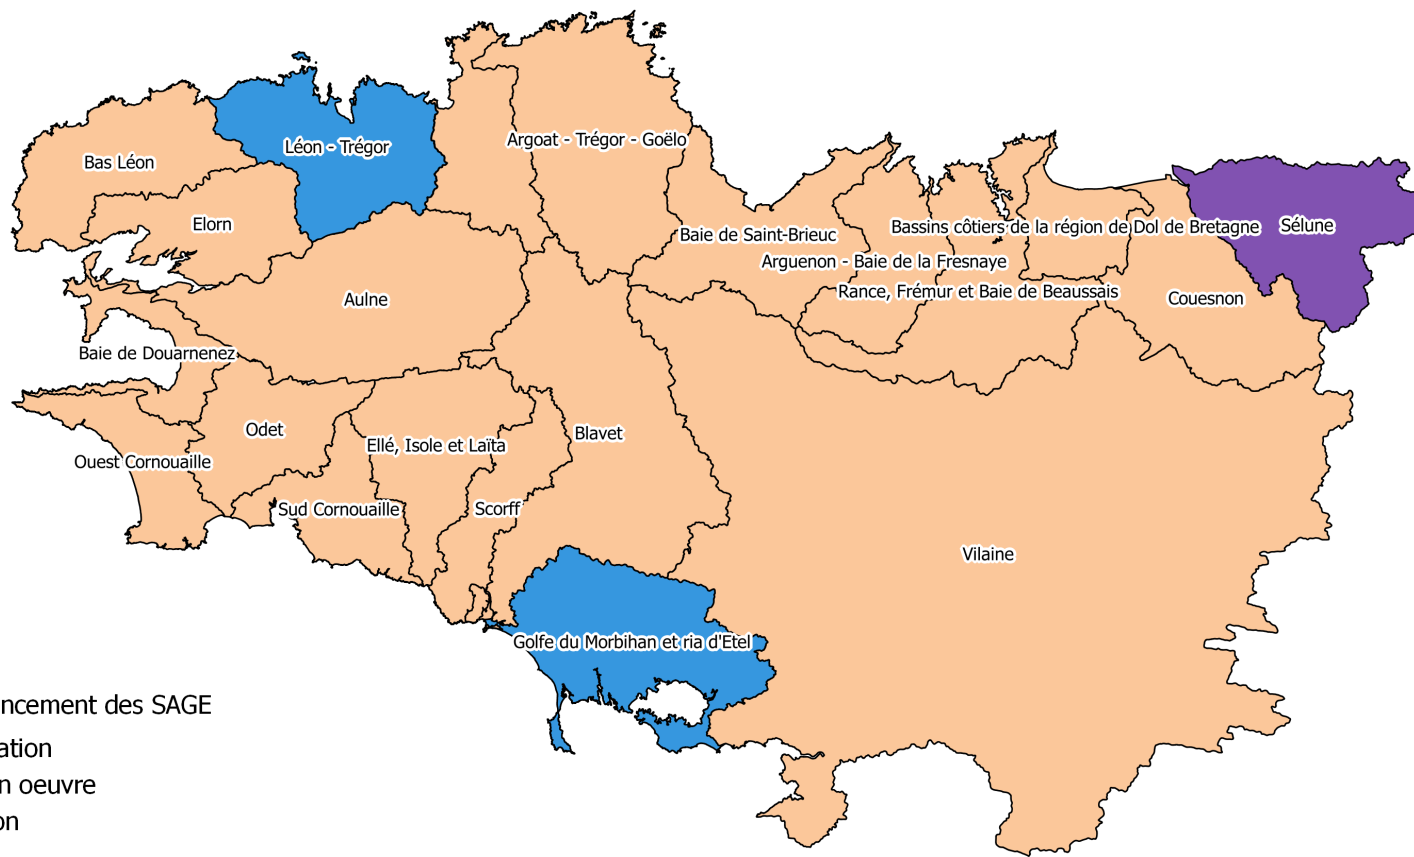 Argoat - Trégor - Goëlo
Léon - Trégor
Bas Léon
Elorn
Baie de Saint-Brieuc
Bassins côtiers de la région de Dol de Bretagne
Sélune
Arguenon - Baie de la Fresnaye
Rance, Frémur et Baie de Beaussais
Couesnon
Aulne
Baie de Douarnenez
Odet
Blavet
Ellé, Isole et Laïta
Ouest Cornouaille
Sud Cornouaille
Scorff
Vilaine
Golfe du Morbihan et ria d'Etel
ncement des SAGE
ation
n oeuvre
on